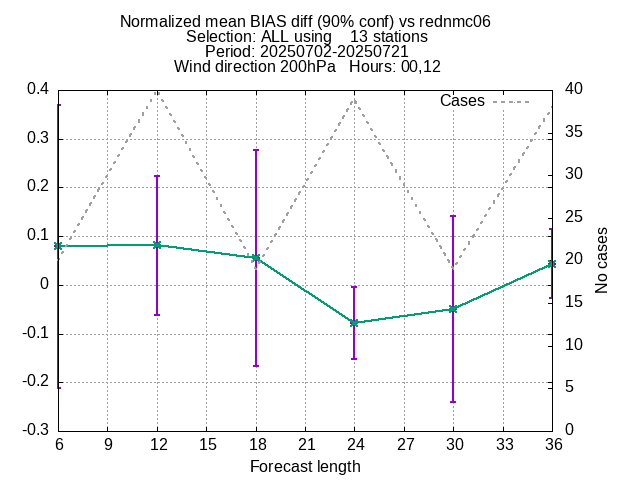 Normalized mean BIAS diff (90% conf) vs rednmc06
Selection: ALL using    13 stations
Period: 20250702-20250721
Wind direction 200hPa   Hours: 00,12
Cases
0.4
0.3
0.2
0.1
0
-0.1
-0.2
-0.3
40
35
30
25
20
15
10
5
0
No cases
6 9 12 15 18 21 24 27 30 33 36
Forecast length